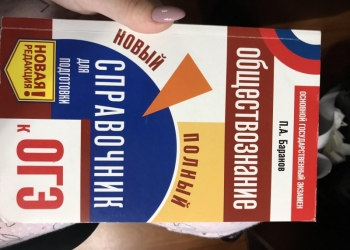 ОСНОВНОЙ ГОСУДАРСТВЕННЫЙ ЭКЗАМЕН
П.А. Баранов
ОБЩЕСТВОЗНАНИЕ
НОВЫЙ
ПОЛНЫЙ
СПРАВОЧНИК
ДЛЯ
ПОДГОТОВКИ
К ОГЭ
НОВАЯ
РЕДАКЦИЯ!